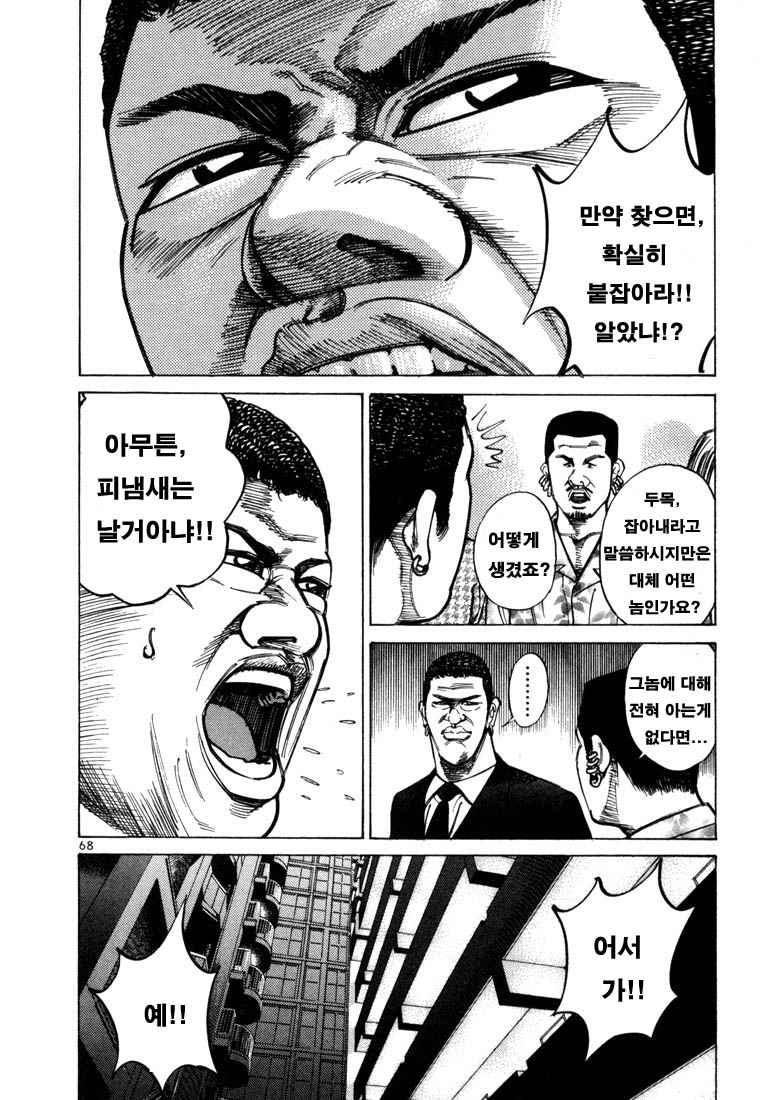 만약 찾으면,
확실히
붙잡아라!!
알았냐!?
두목,
잡아내라고
말씀하시지만은
대체 어떤
놈인가요?
어떻게
생겼죠?
그놈에 대해
전혀 아는게
없다면...
………
아무튼,
피냄새는
날거아냐!!
68
어서
가!!
예!!